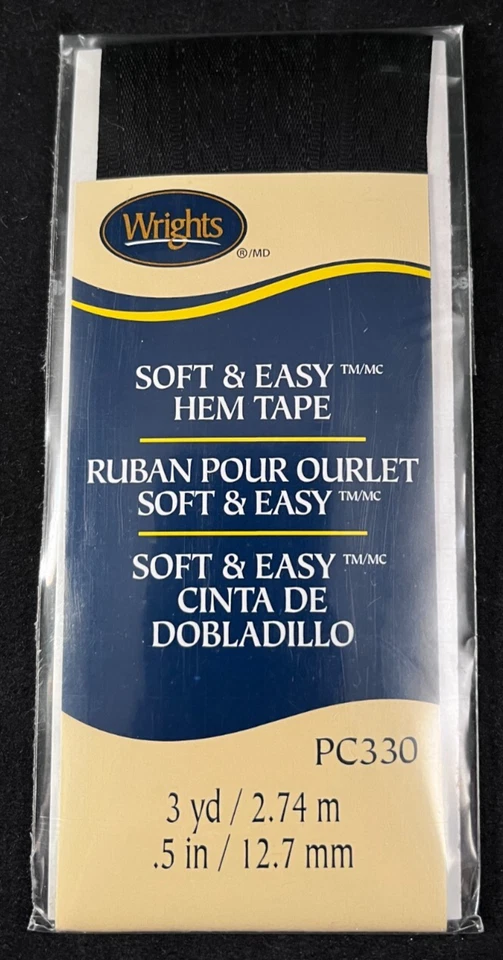 Wrights
®/MD
SOFT & EASY ™/MC
HEM TAPE
RUBAN POUR OURLET
SOFT & EASY ™/MC
SOFT & EASY ™/MC
CINTA DE
DOBLADILLO
PC330
3 yd / 2.74 m
.5 in / 12.7 mm